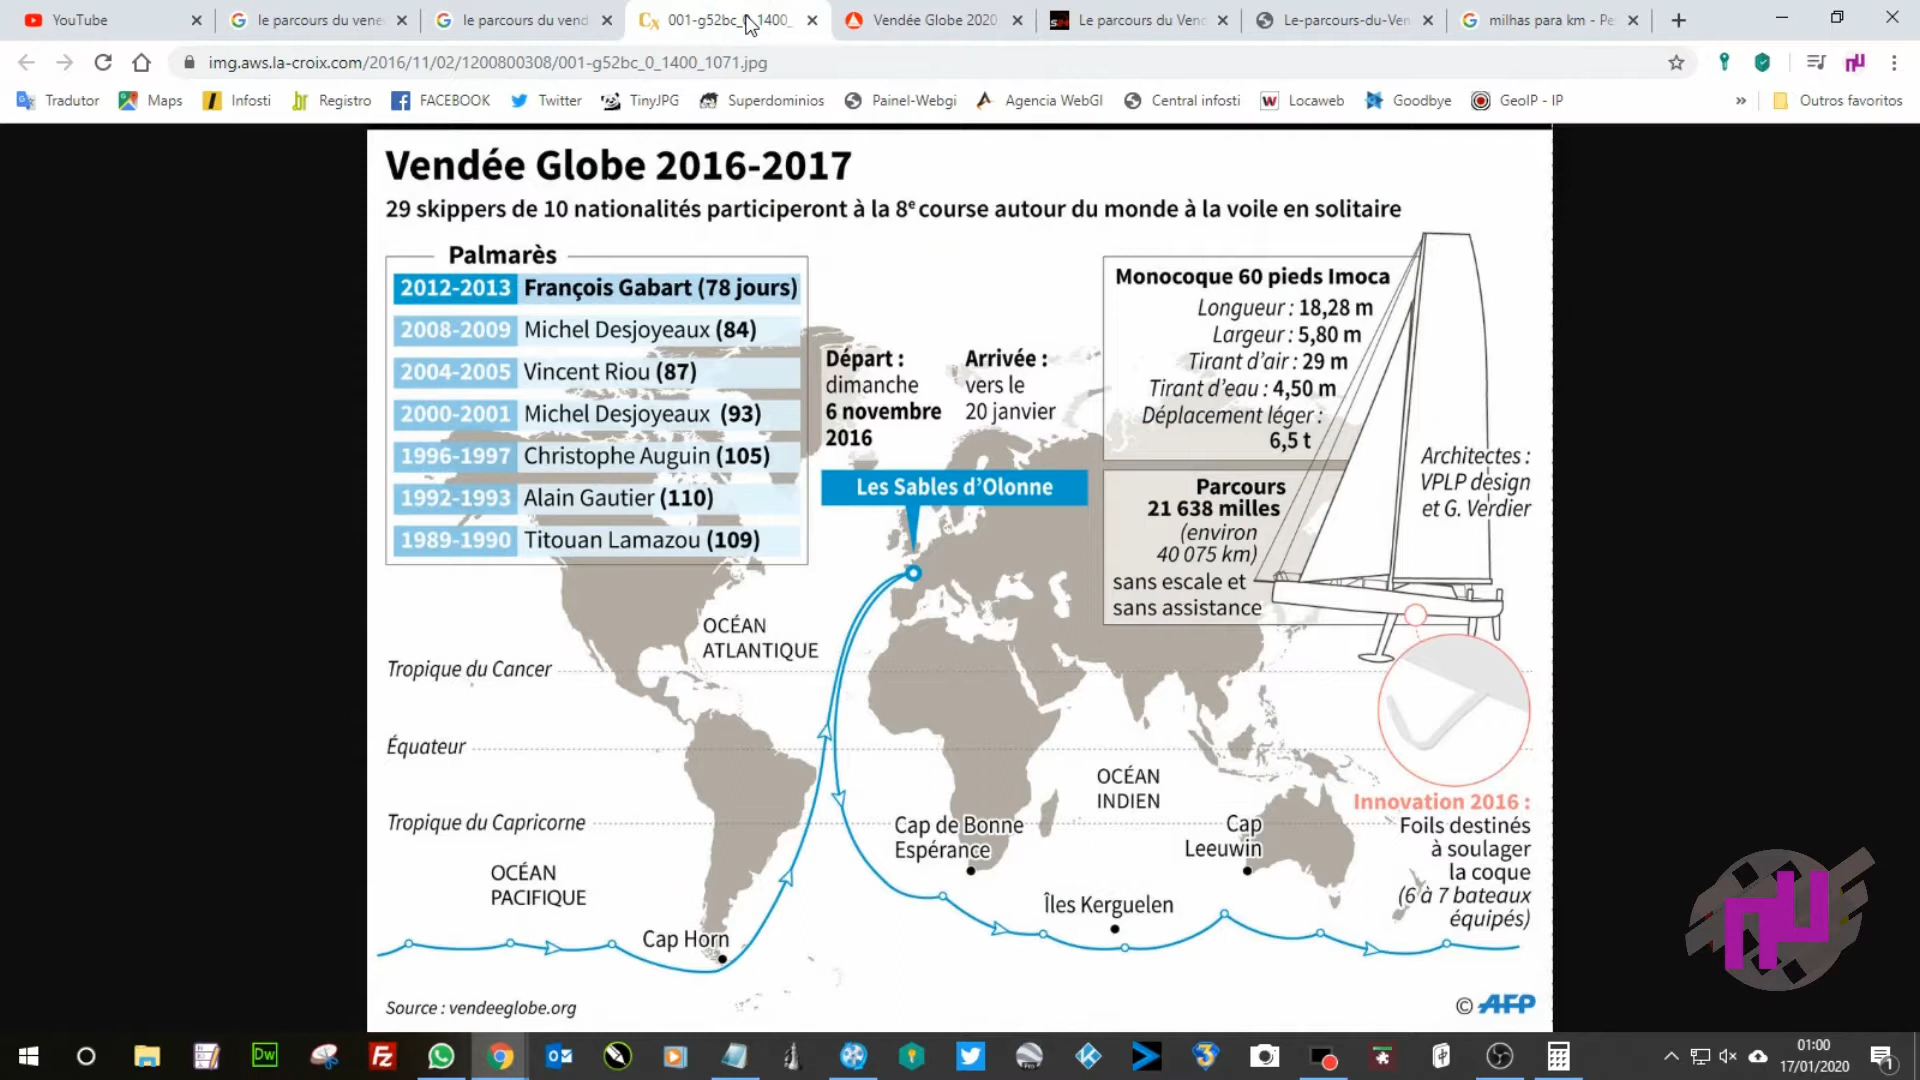 YouTube
le parcours du vene
le parcours du vend
001-g52bc_0_1400_
Vendée Globe 2020
Le parcours du Venc
Le-parcours-du-Ven
milhas para km - Pe
img.aws.la-croix.com/2016/11/02/1200800308/001-g52bc_0_1400_1071.jpg
Tradutor
Maps
Infosti
Registro
FACEBOOK
Twitter
TinyJPG
Superdominios
Painel-Webgi
Agencia WebGI
Central infosti
Locaweb
Goodbye
GeoIP - IP
Outros favoritos
Vendée Globe 2016-2017
29 skippers de 10 nationalités participeront à la 8e course autour du monde à la voile en solitaire
Palmarès
2012-2013 François Gabart (78 jours)
2008-2009 Michel Desjoyeaux (84)
2004-2005 Vincent Riou (87)
2000-2001 Michel Desjoyeaux (93)
1996-1997 Christophe Auguin (105)
1992-1993 Alain Gautier (110)
1989-1990 Titouan Lamazou (109)
Départ :
dimanche
6 novembre
2016
Arrivée :
vers le
20 janvier
Les Sables d'Olonne
Monocoque 60 pieds Imoca
Longueur : 18,28 m
Largeur : 5,80 m
Tirant d'air : 29 m
Tirant d'eau : 4,50 m
Déplacement léger :
6,5 t
Architectes :
VPLP design
et G. Verdier
Parcours
21 638 milles
(environ
40 075 km)
sans escale et
sans assistance
OCÉAN
ATLANTIQUE
Tropique du Cancer
Équateur
Tropique du Capricorne
OCÉAN
PACIFIQUE
Cap Horn
Cap de Bonne
Espérance
OCÉAN
INDIEN
Îles Kerguelen
Cap
Leeuwin
Innovation 2016 :
Foils destinés
à soulager
la coque
(6 à 7 bateaux
équipés)
Source : vendeeglobe.org
© AFP
01:00
17/01/2020